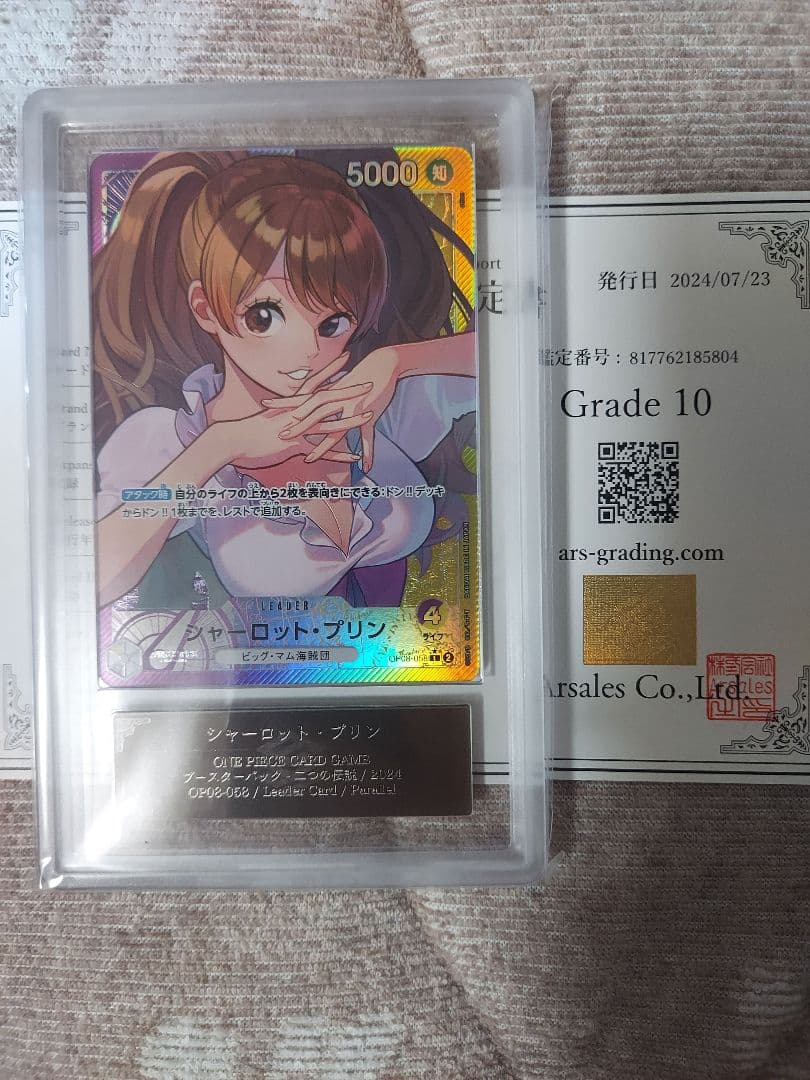 5000 知
アタック時 自分のライフの上から2枚を表向きにできる:ドン!!デッキ
からドン!!1枚までを、レストで追加する。
LEADER
シャーロット・プリン
4
ライフ
ビッグ・マム海賊団
OP08-058 L 2
シャーロット・プリン
ONE PIECE CARD GAME
ブースターパック - 二つの伝説 / 2024
OP08-058 / Leader Card / Parallel
port
定
発行日 2024/07/23
鑑定番号 : 817762185804
Grade 10
ars-grading.com
Arsales Co.,Ltd.